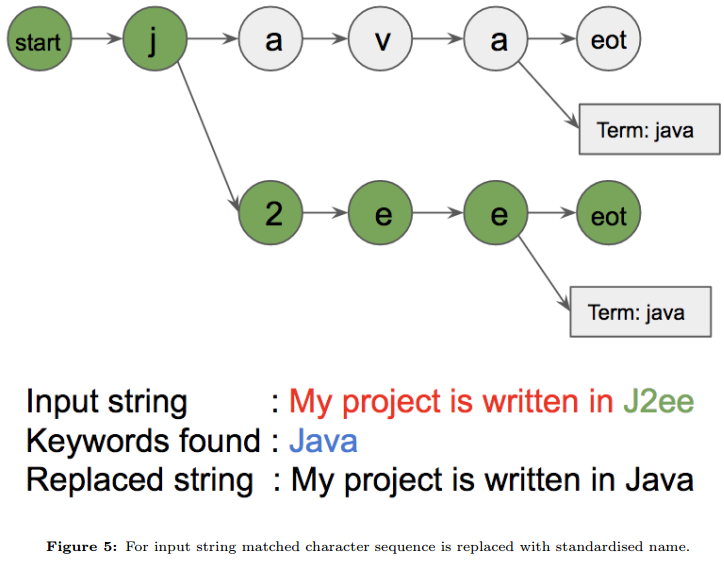 start j a v a eot
Term: java
2 e e eot
Term: java
Input string : My project is written in J2ee
Keywords found : Java
Replaced string : My project is written in Java
Figure 5: For input string matched character sequence is replaced with standardised name.